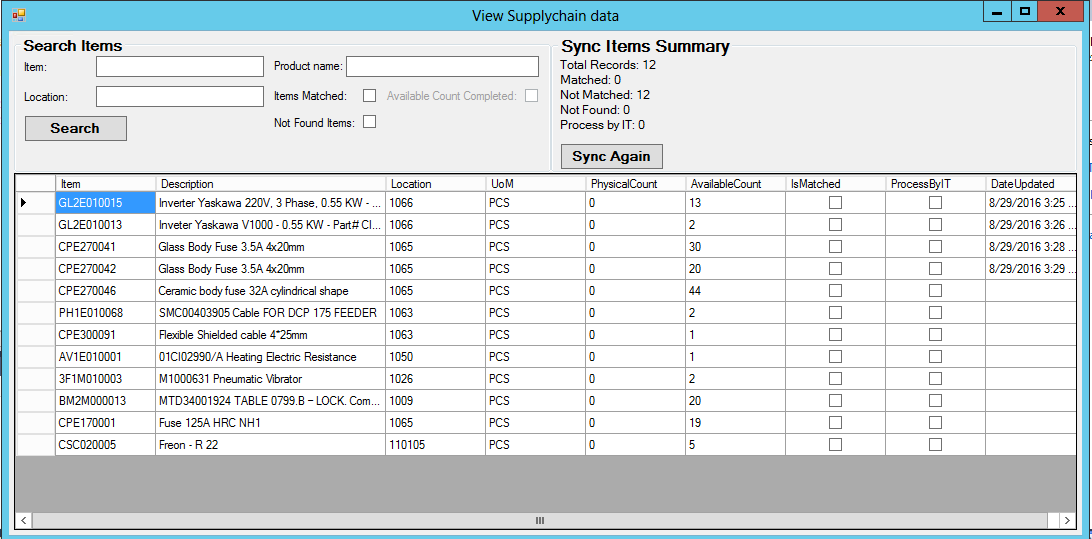 View Supplychain data
Search Items
Item:
Product name:
Location:
Items Matched:
Available Count Completed:
Not Found Items:
Search
Sync Items Summary
Total Records: 12
Matched: 0
Not Matched: 12
Not Found: 0
Process by IT: 0
Sync Again
Item Description Location UoM PhysicalCount AvailableCount IsMatched ProcessByIT DateUpdated
GL2E010015 Inverter Yaskawa 220V, 3 Phase, 0.55 KW - ... 1066 PCS 0 13 8/29/2016 3:25 ...
GL2E010013 Inveter Yaskawa V1000 - 0.55 KW - Part# CI... 1066 PCS 0 2 8/29/2016 3:26 ...
CPE270041 Glass Body Fuse 3.5A 4x20mm 1065 PCS 0 30 8/29/2016 3:28 ...
CPE270042 Glass Body Fuse 3.5A 4x20mm 1065 PCS 0 20 8/29/2016 3:29 ...
CPE270046 Ceramic body fuse 32A cylindrical shape 1065 PCS 0 44
PH1E010068 SMC00403905 Cable FOR DCP 175 FEEDER 1063 PCS 0 2
CPE300091 Flexible Shielded cable 4*25mm 1063 PCS 0 1
AV1E010001 01CI02990/A Heating Electric Resistance 1050 PCS 0 1
3F1M010003 M1000631 Pneumatic Vibrator 1026 PCS 0 2
BM2M000013 MTD34001924 TABLE 0799.B – LOCK. Com... 1009 PCS 0 20
CPE170001 Fuse 125A HRC NH1 1065 PCS 0 19
CSC020005 Freon - R 22 110105 PCS 0 5